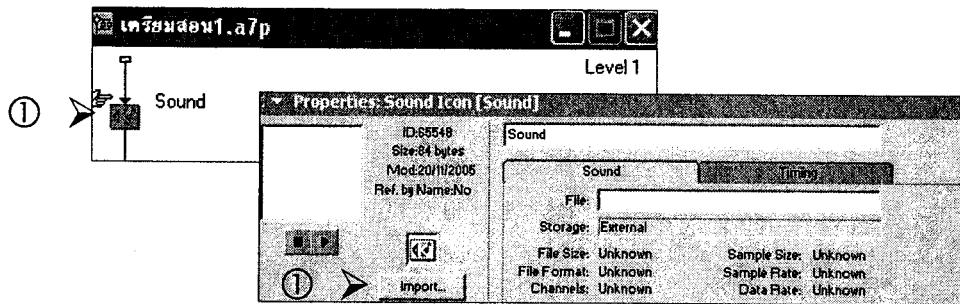 เตรียมสอน1.a7p
Level 1
①
Sound
Properties: Sound Icon [Sound]
ID:65548
Size:84 bytes
Mod:20/11/2005
Ref. by Name:No
Sound
Sound
Timing
File:
Storage: External
File Size: Unknown
Sample Size: Unknown
File Format: Unknown
Sample Rate: Unknown
Channels: Unknown
Data Rate: Unknown
①
Import...